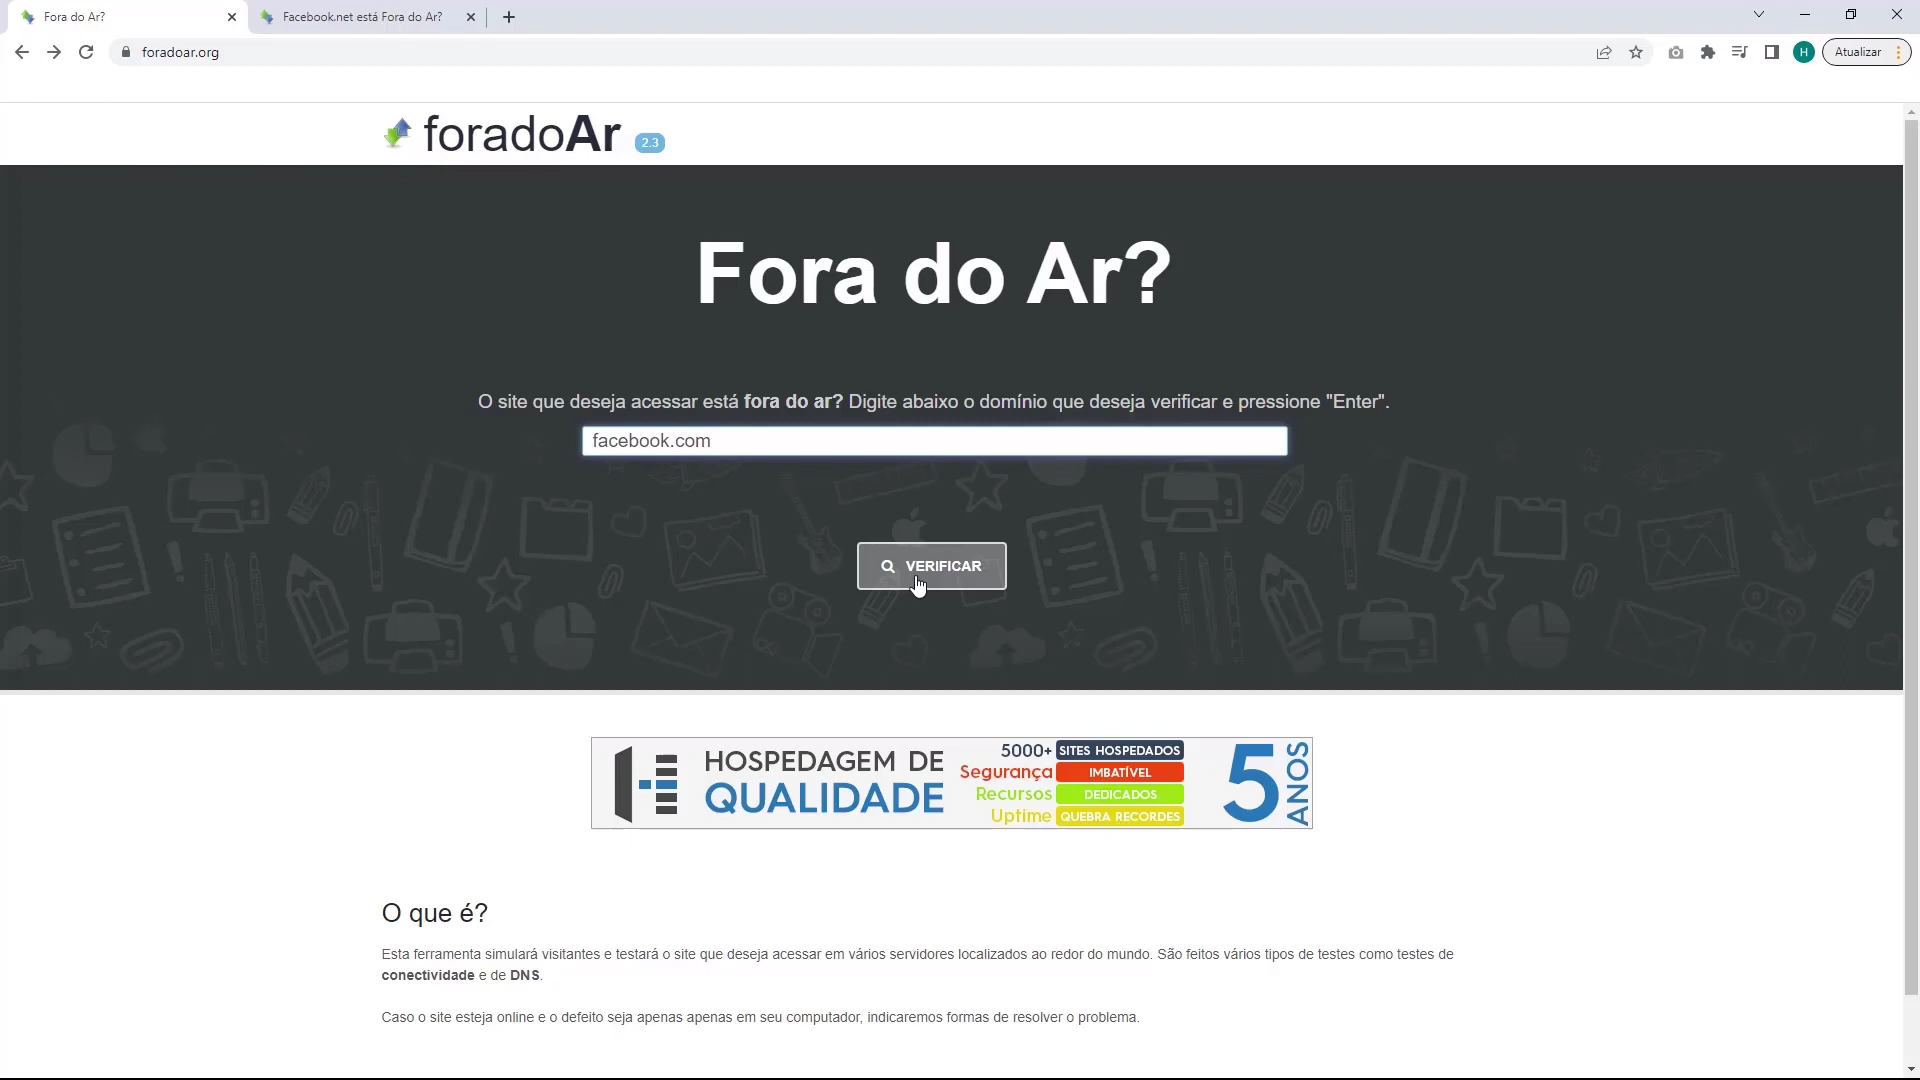 Fora do Ar?
Facebook.net está Fora do Ar?
foradoar.org
H
Atualizar
foradoAr 2.3
Fora do Ar?
O site que deseja acessar está fora do ar? Digite abaixo o domínio que deseja verificar e pressione "Enter".
facebook.com
VERIFICAR
HOSPEDAGEM DE
QUALIDADE
5000+ SITES HOSPEDADOS
Segurança IMBATÍVEL
Recursos DEDICADOS
Uptime QUEBRA RECORDES
5 ANOS
O que é?
Esta ferramenta simulará visitantes e testará o site que deseja acessar em vários servidores localizados ao redor do mundo. São feitos vários tipos de testes como testes de
conectividade e de DNS.
Caso o site esteja online e o defeito seja apenas apenas em seu computador, indicaremos formas de resolver o problema.